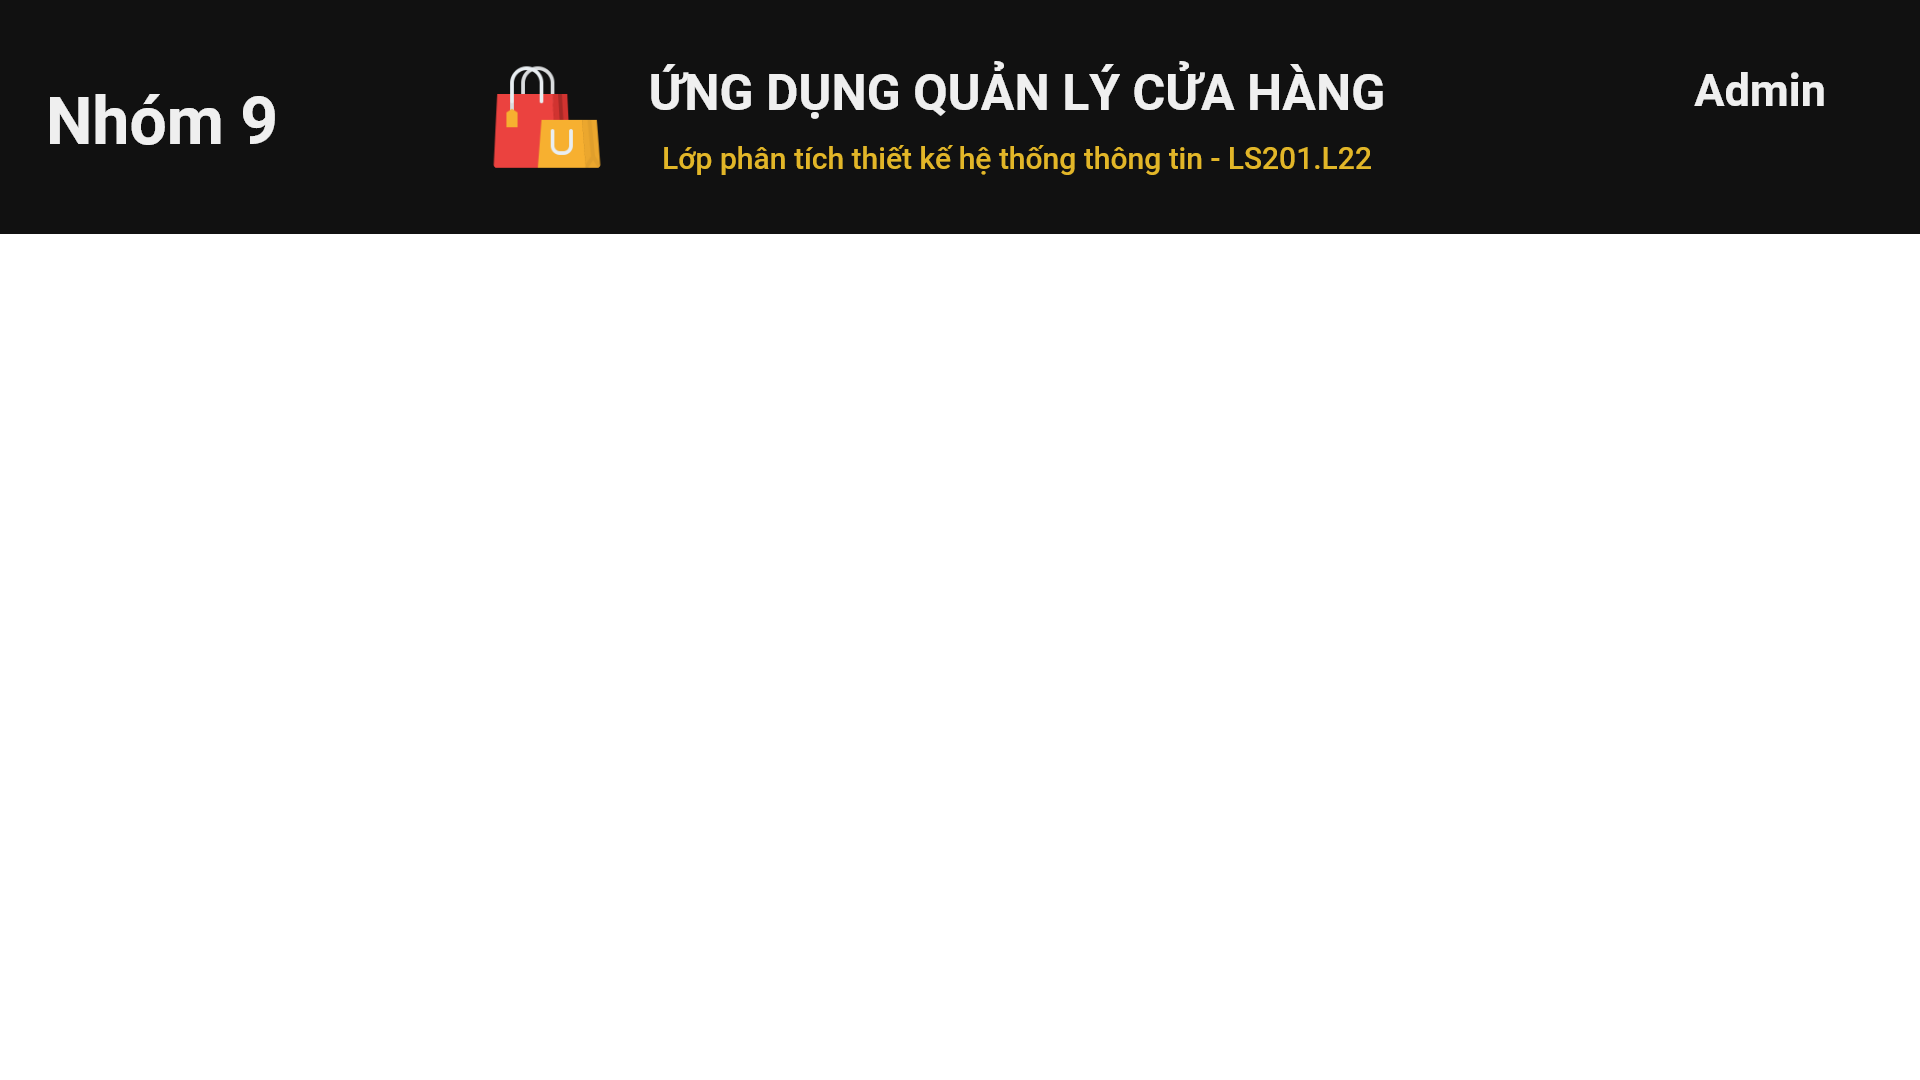 Nhóm 9
ỨNG DỤNG QUẢN LÝ CỬA HÀNG
Lớp phân tích thiết kế hệ thống thông tin - LS201.L22
Admin